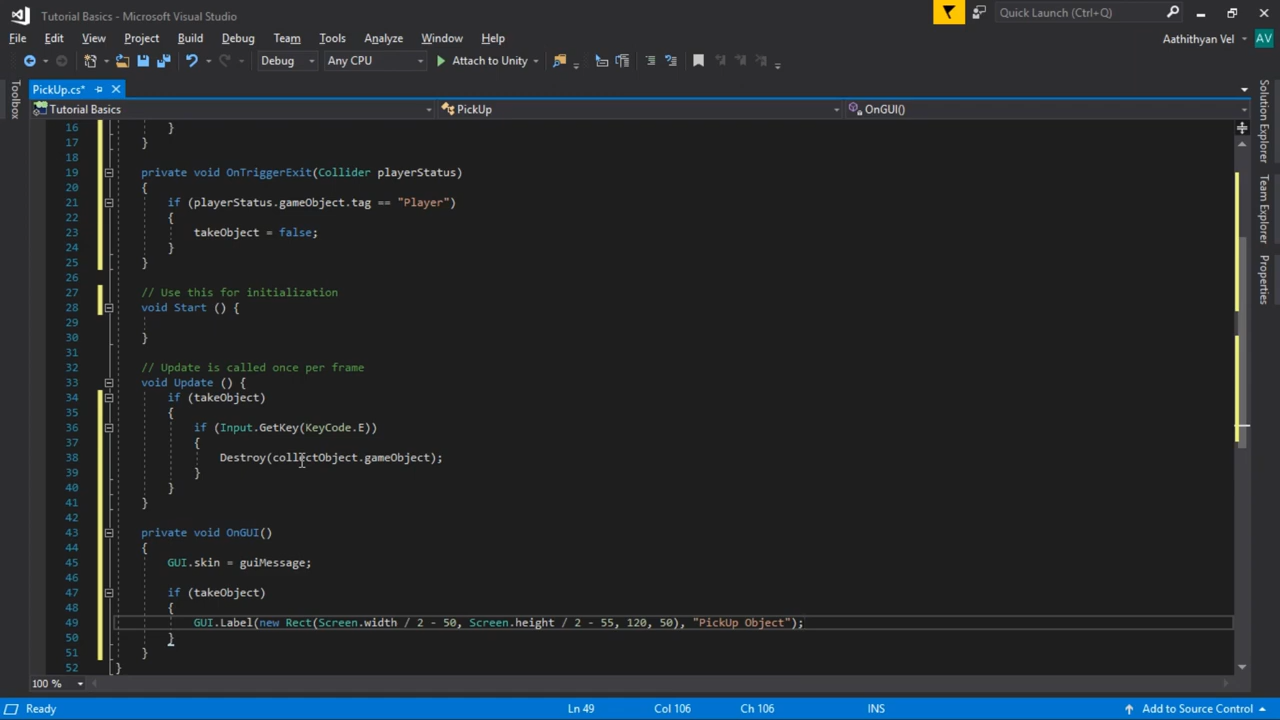 Tutorial Basics - Microsoft Visual Studio
Quick Launch (Ctrl+Q)
File Edit View Project Build Debug Team Tools Analyze Window Help
Aathithyan Vel AV
Debug Any CPU Attach to Unity
PickUp.cs*
Toolbox
Tutorial Basics PickUp OnGUI()
Solution Explorer
Team Explorer
Properties
16 }
17 }
18
19 private void OnTriggerExit(Collider playerStatus)
20 {
21 if (playerStatus.gameObject.tag == "Player")
22 {
23 takeObject = false;
24 }
25 }
26
27 // Use this for initialization
28 void Start () {
29
30 }
31
32 // Update is called once per frame
33 void Update () {
34 if (takeObject)
35 {
36 if (Input.GetKey(KeyCode.E))
37 {
38 Destroy(collectObject.gameObject);
39 }
40 }
41 }
42
43 private void OnGUI()
44 {
45 GUI.skin = guiMessage;
46
47 if (takeObject)
48 {
49 GUI.Label(new Rect(Screen.width / 2 - 50, Screen.height / 2 - 55, 120, 50), "PickUp Object");
50 }
51 }
52 }
100 %
Ready Ln 49 Col 106 Ch 106 INS Add to Source Control